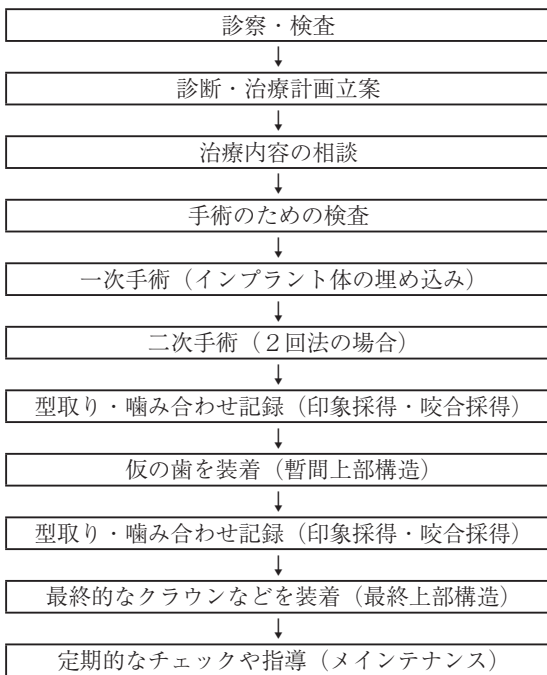 診察・検査
診断・治療計画立案
治療内容の相談
手術のための検査
一次手術（インプラント体の埋め込み）
二次手術（２回法の場合）
型取り・噛み合わせ記録（印象採得・咬合採得）
仮の歯を装着（暫間上部構造）
型取り・噛み合わせ記録（印象採得・咬合採得）
最終的なクラウンなどを装着（最終上部構造）
定期的なチェックや指導（メインテナンス）